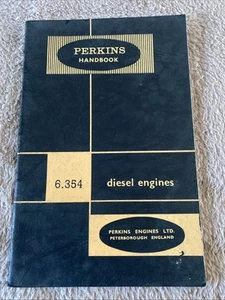 PERKINS
HANDBOOK
6.354
diesel engines
PERKINS ENGINES LTD.
PETERBOROUGH ENGLAND